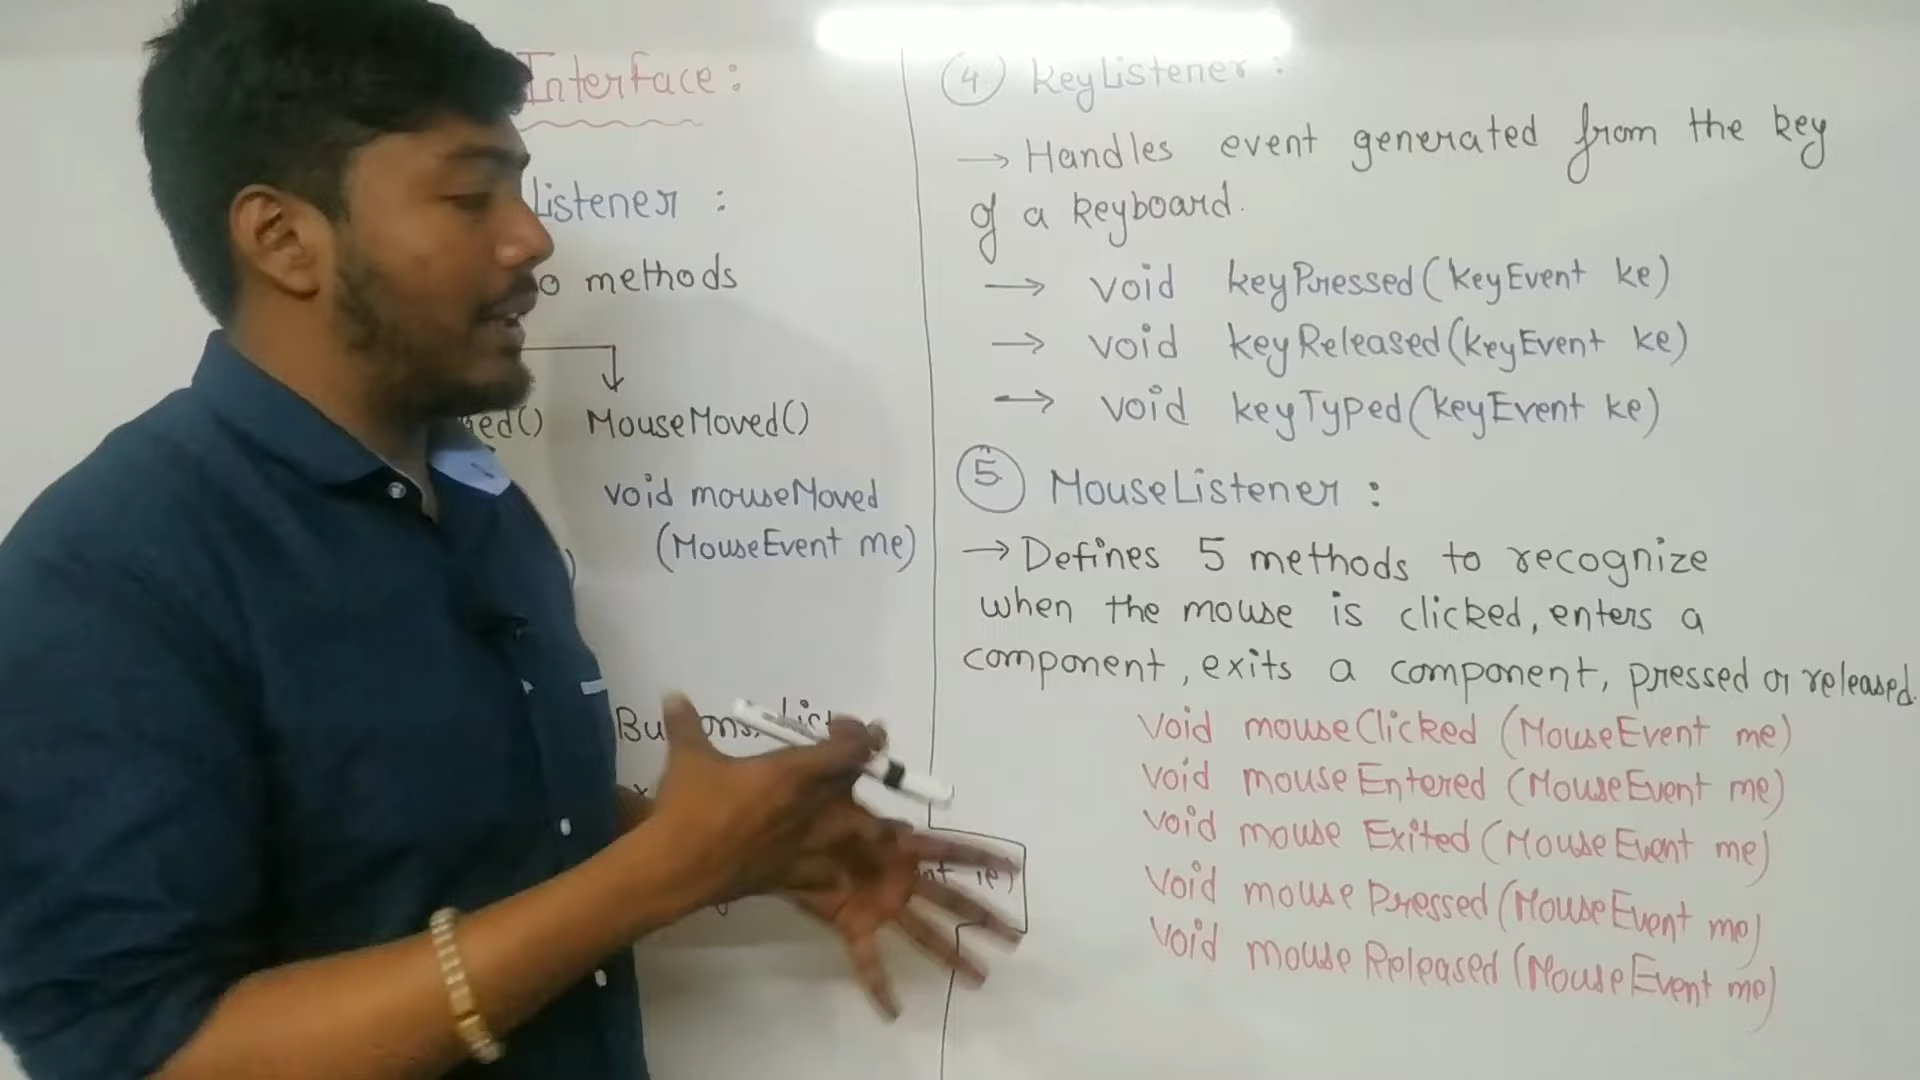 Interface :
Listener :
methods
MouseMoved()
void mouseMoved
(MouseEvent me)
④ KeyListener :
→ Handles event generated from the key
of a keyboard.
→ void keyPressed(keyEvent ke)
→ void keyReleased(keyEvent ke)
→ void keyTyped(keyEvent ke)
⑤ MouseListener :
→ Defines 5 methods to recognize
when the mouse is clicked, enters a
component, exits a component, pressed or released.
void mouseClicked (MouseEvent me)
void mouseEntered (MouseEvent me)
void mouse Exited (MouseEvent me)
void mouse Pressed (MouseEvent me)
void mouse Released (MouseEvent me)